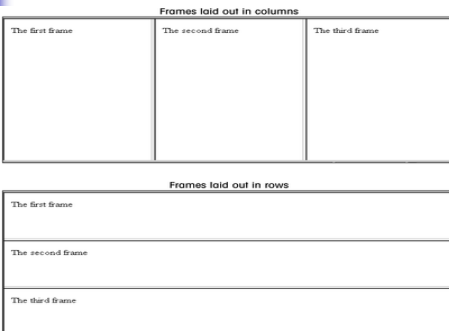 Frames laid out in columns
The first frame The second frame The third frame
Frames laid out in rows
The first frame
The second frame
The third frame